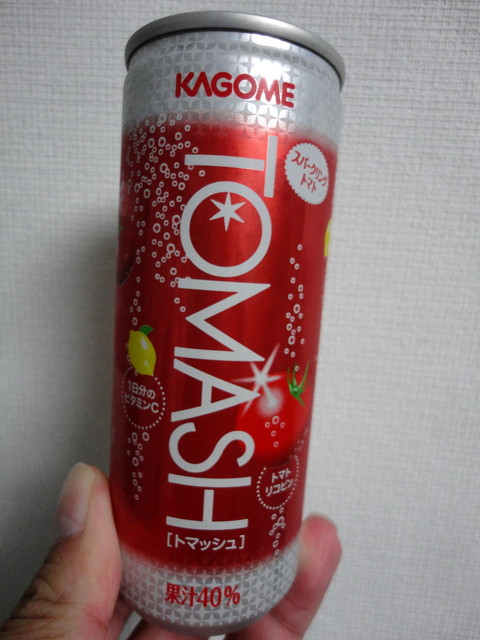 KAGOME
スパークリング
トマト
TOMASH
1日分の
ビタミンC
トマト
リコピン
[トマッシュ]
果汁40%